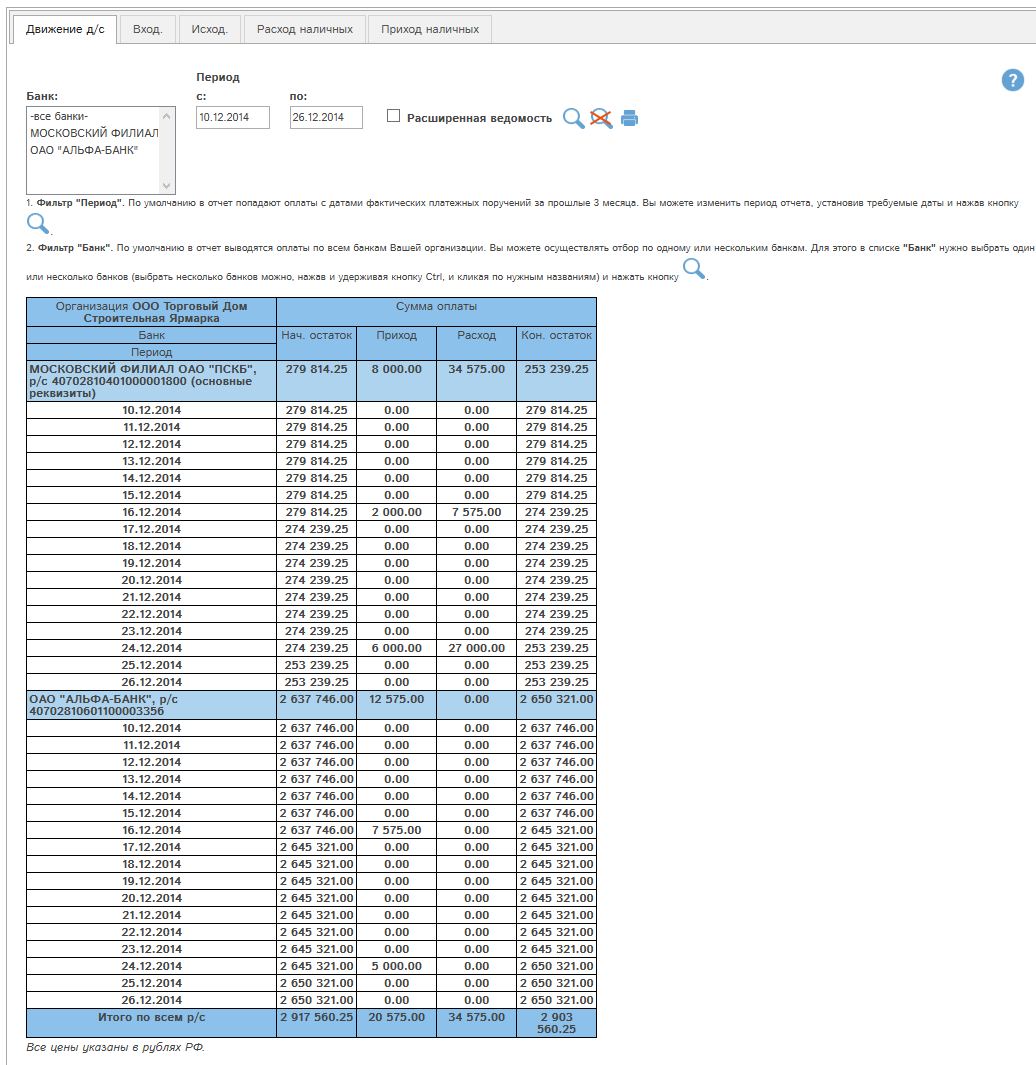 Движение д/с Вход. Исход. Расход наличных Приход наличных
Период
?
Банк: с: по:
-все банки-
МОСКОВСКИЙ ФИЛИАЛ
ОАО "АЛЬФА-БАНК"
10.12.2014 26.12.2014 Расширенная ведомость
1. Фильтр "Период". По умолчанию в отчет попадают оплаты с датами фактических платежных поручений за прошлые 3 месяца. Вы можете изменить период отчета, установив требуемые даты и нажав кнопку
.
2. Фильтр "Банк". По умолчанию в отчет выводятся оплаты по всем банкам Вашей организации. Вы можете осуществлять отбор по одному или нескольким банкам. Для этого в списке "Банк" нужно выбрать один
или несколько банков (выбрать несколько банков можно, нажав и удерживая кнопку Ctrl, и кликая по нужным названиям) и нажать кнопку .
Организация ООО Торговый Дом
Строительная Ярмарка
Сумма оплаты
Банк Нач. остаток Приход Расход Кон. остаток
Период
МОСКОВСКИЙ ФИЛИАЛ ОАО "ПСКБ", 279 814.25 8 000.00 34 575.00 253 239.25
р/с 40702810401000001800 (основные
реквизиты)
10.12.2014 279 814.25 0.00 0.00 279 814.25
11.12.2014 279 814.25 0.00 0.00 279 814.25
12.12.2014 279 814.25 0.00 0.00 279 814.25
13.12.2014 279 814.25 0.00 0.00 279 814.25
14.12.2014 279 814.25 0.00 0.00 279 814.25
15.12.2014 279 814.25 0.00 0.00 279 814.25
16.12.2014 279 814.25 2 000.00 7 575.00 274 239.25
17.12.2014 274 239.25 0.00 0.00 274 239.25
18.12.2014 274 239.25 0.00 0.00 274 239.25
19.12.2014 274 239.25 0.00 0.00 274 239.25
20.12.2014 274 239.25 0.00 0.00 274 239.25
21.12.2014 274 239.25 0.00 0.00 274 239.25
22.12.2014 274 239.25 0.00 0.00 274 239.25
23.12.2014 274 239.25 0.00 0.00 274 239.25
24.12.2014 274 239.25 6 000.00 27 000.00 253 239.25
25.12.2014 253 239.25 0.00 0.00 253 239.25
26.12.2014 253 239.25 0.00 0.00 253 239.25
ОАО "АЛЬФА-БАНК", р/с 2 637 746.00 12 575.00 0.00 2 650 321.00
40702810601100003356
10.12.2014 2 637 746.00 0.00 0.00 2 637 746.00
11.12.2014 2 637 746.00 0.00 0.00 2 637 746.00
12.12.2014 2 637 746.00 0.00 0.00 2 637 746.00
13.12.2014 2 637 746.00 0.00 0.00 2 637 746.00
14.12.2014 2 637 746.00 0.00 0.00 2 637 746.00
15.12.2014 2 637 746.00 0.00 0.00 2 637 746.00
16.12.2014 2 637 746.00 7 575.00 0.00 2 645 321.00
17.12.2014 2 645 321.00 0.00 0.00 2 645 321.00
18.12.2014 2 645 321.00 0.00 0.00 2 645 321.00
19.12.2014 2 645 321.00 0.00 0.00 2 645 321.00
20.12.2014 2 645 321.00 0.00 0.00 2 645 321.00
21.12.2014 2 645 321.00 0.00 0.00 2 645 321.00
22.12.2014 2 645 321.00 0.00 0.00 2 645 321.00
23.12.2014 2 645 321.00 0.00 0.00 2 645 321.00
24.12.2014 2 645 321.00 5 000.00 0.00 2 650 321.00
25.12.2014 2 650 321.00 0.00 0.00 2 650 321.00
26.12.2014 2 650 321.00 0.00 0.00 2 650 321.00
Итого по всем р/с 2 917 560.25 20 575.00 34 575.00 2 903
560.25
Все цены указаны в рублях РФ.